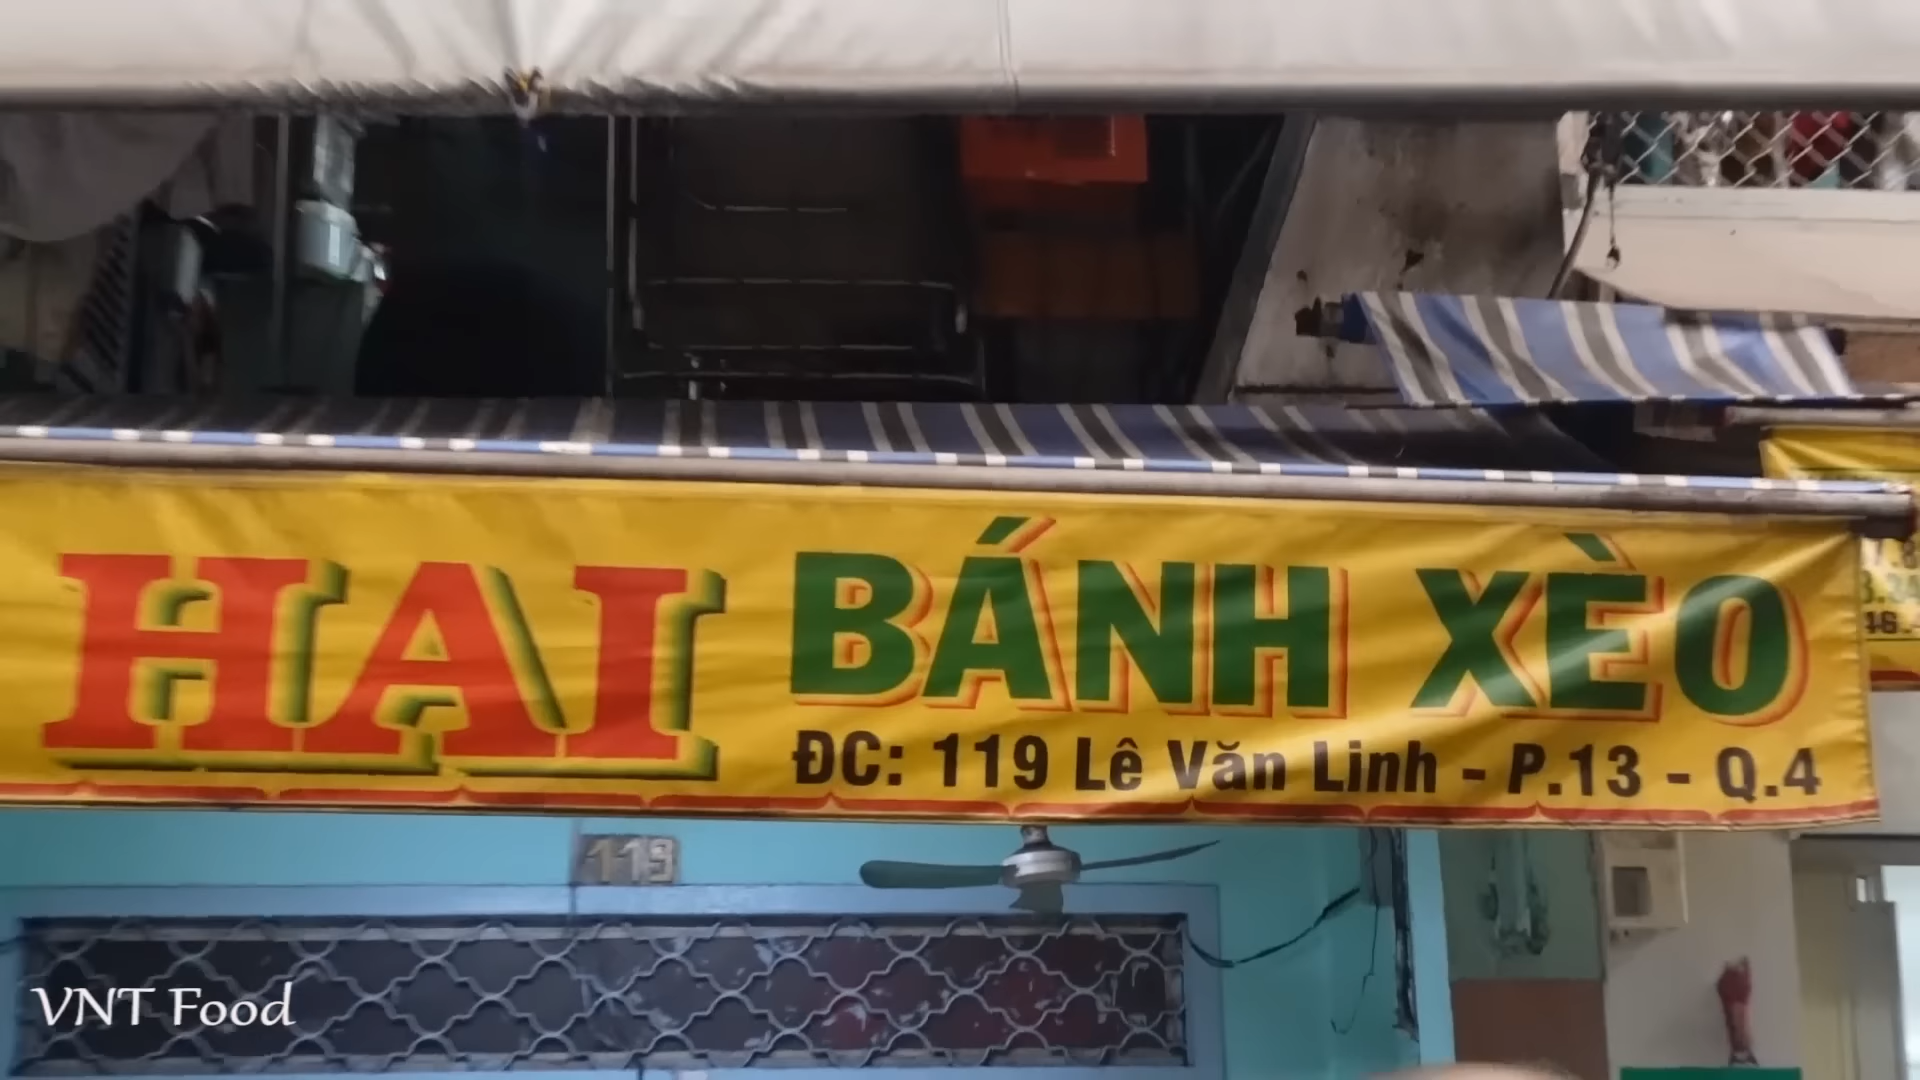 HAI BÁNH XÈO
ĐC: 119 Lê Văn Linh - P.13 - Q.4
119
VNT Food